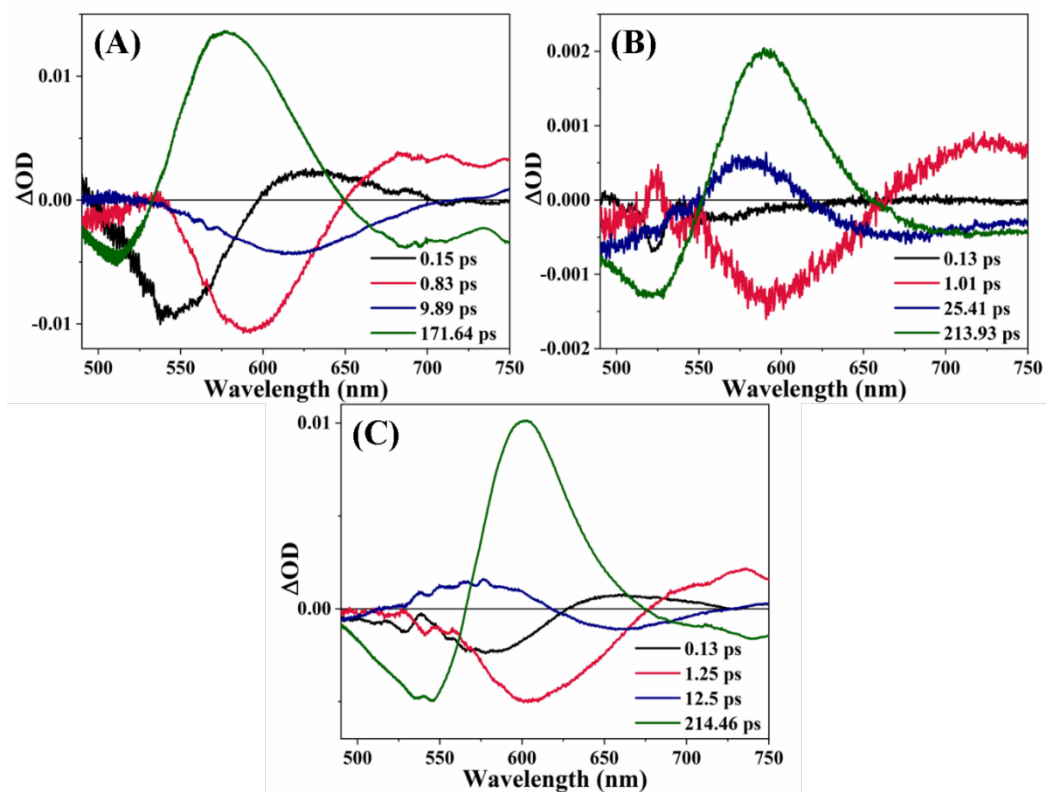 (A)
0.01
0.00
-0.01
ΔOD
0.15 ps
0.83 ps
9.89 ps
171.64 ps
500 550 600 650 700 750
Wavelength (nm)
(B)
0.002
0.001
0.000
-0.001
-0.002
ΔOD
0.13 ps
1.01 ps
25.41 ps
213.93 ps
500 550 600 650 700 750
Wavelength (nm)
(C)
0.01
0.00
ΔOD
0.13 ps
1.25 ps
12.5 ps
214.46 ps
500 550 600 650 700 750
Wavelength (nm)